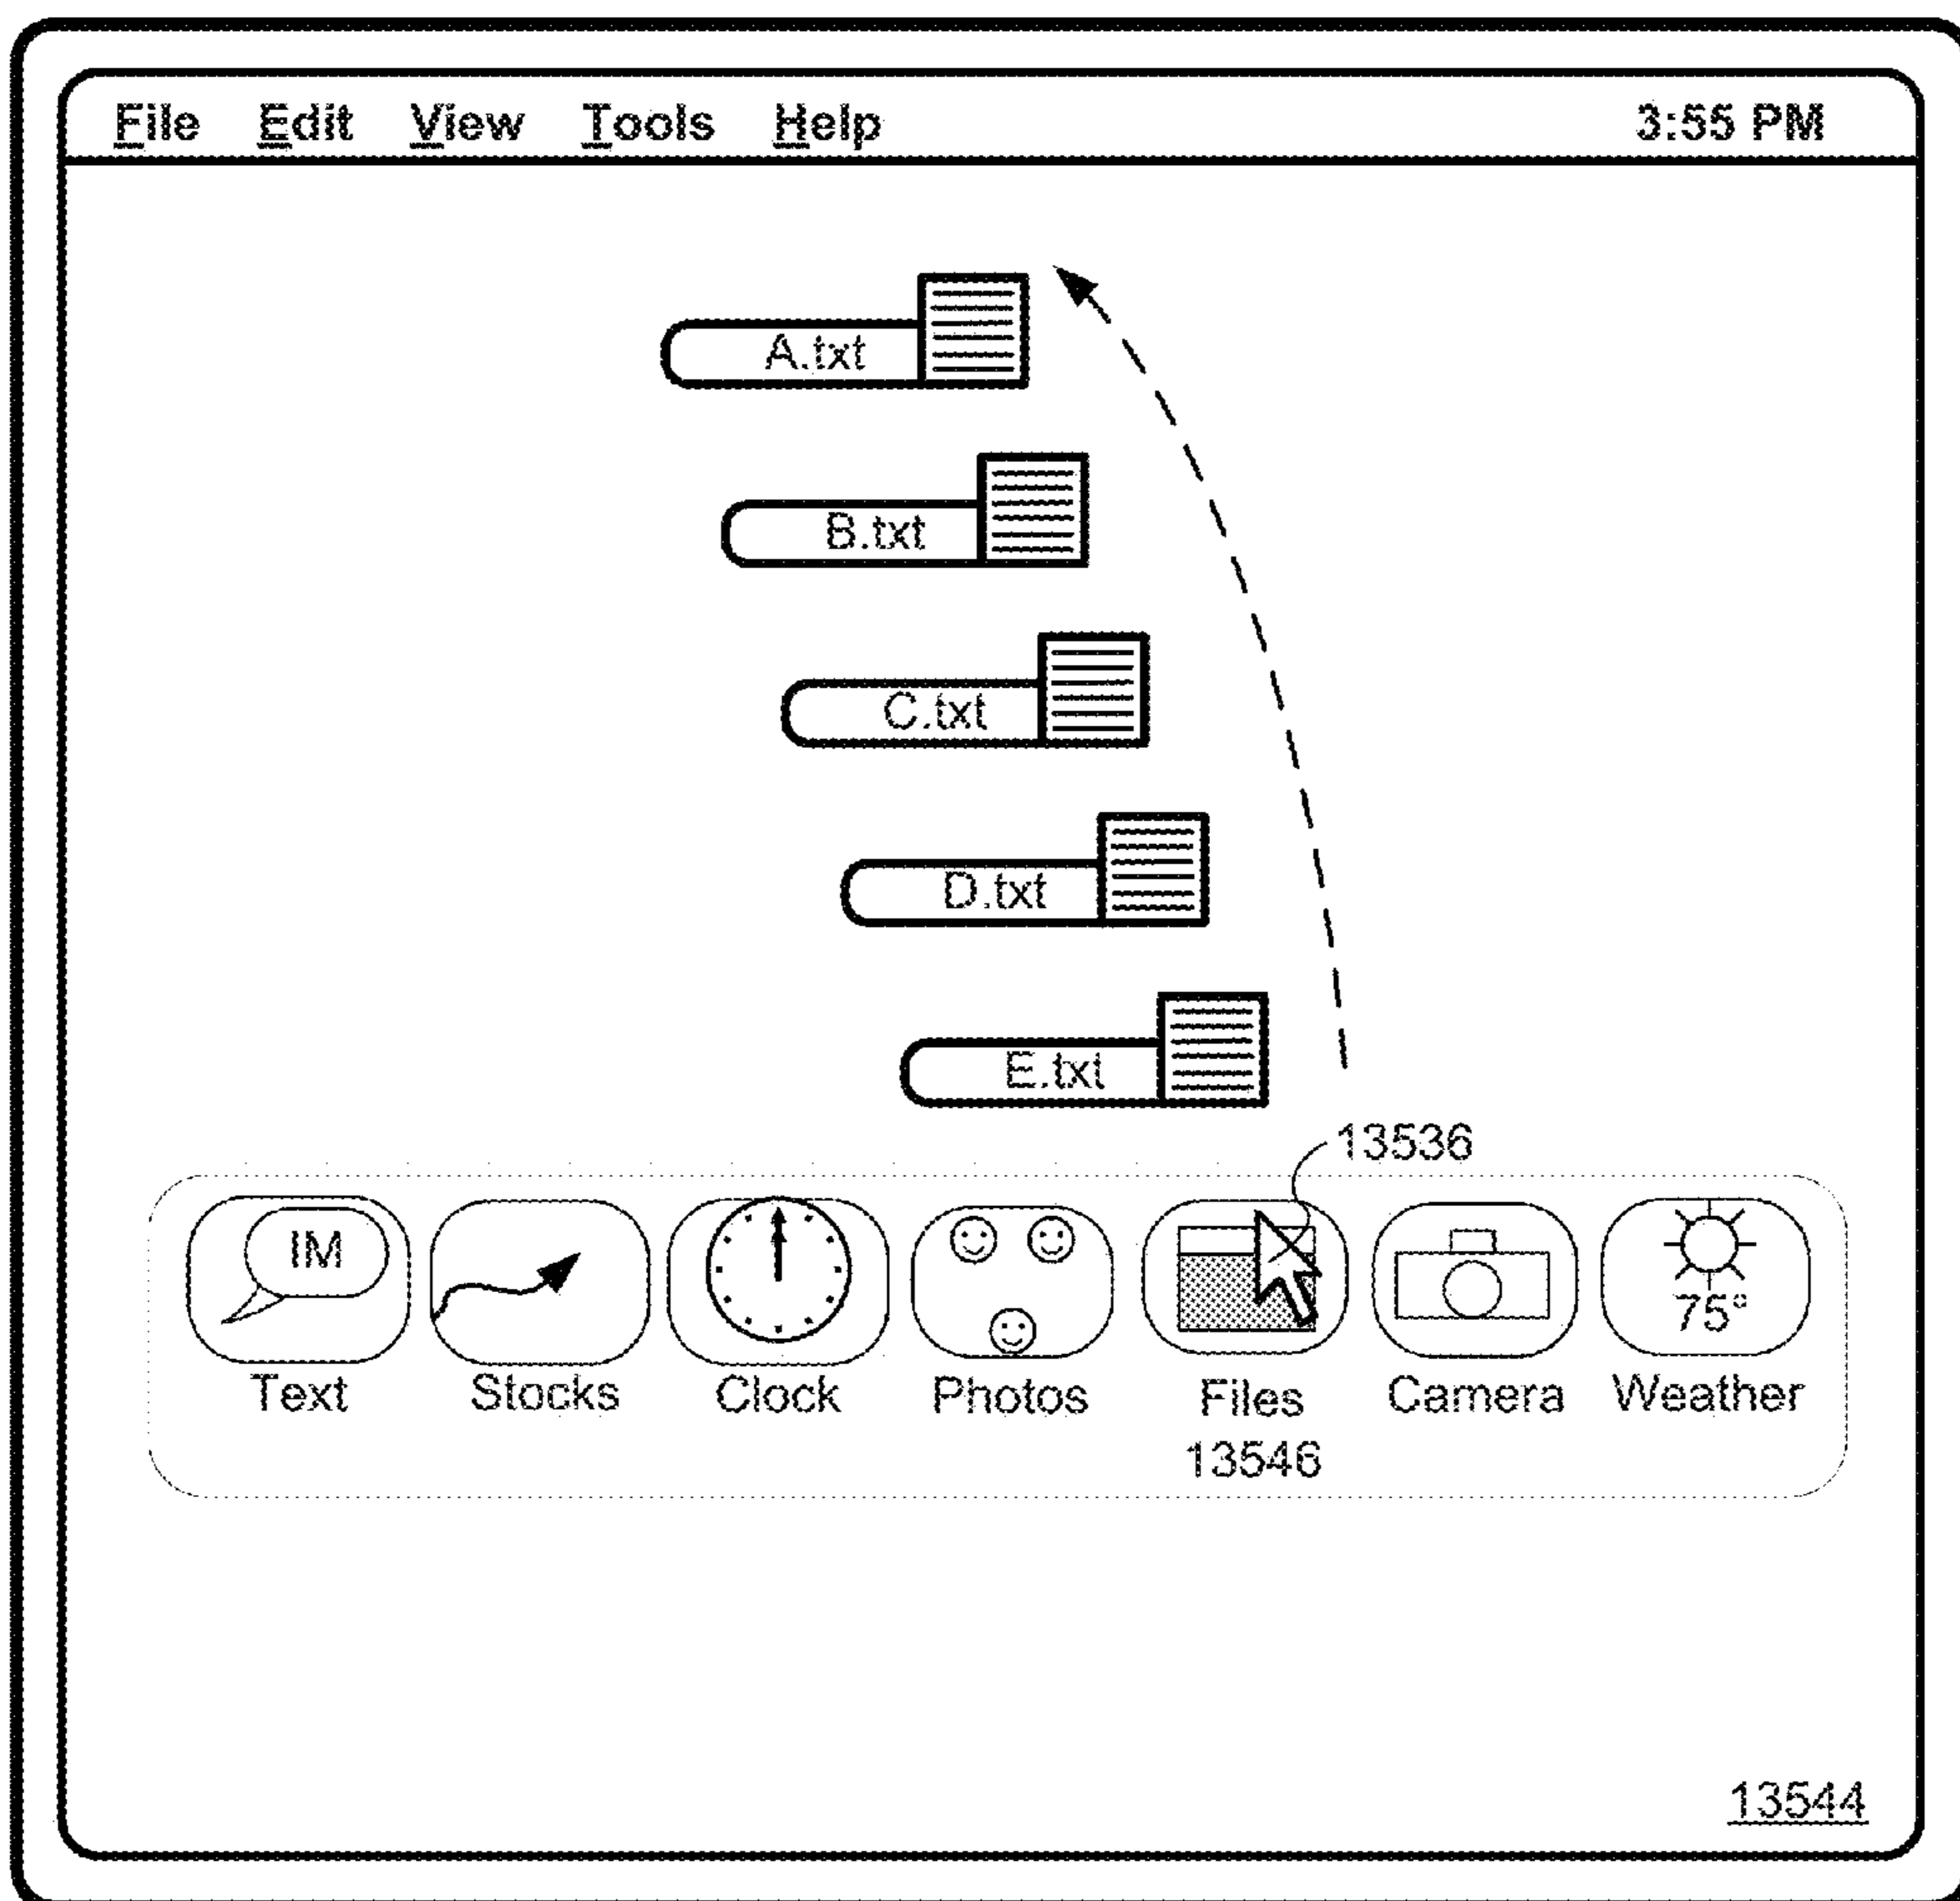 File Edit View Tools Help 3:55 PM
A.txt
B.txt
C.txt
D.txt
E.txt
13536
IM
75°
Text Stocks Clock Photos Files Camera Weather
13546
13544